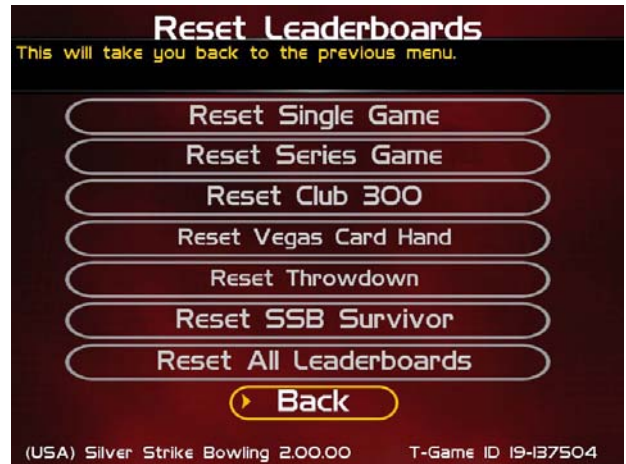 Reset Leaderboards
This will take you back to the previous menu.
Reset Single Game
Reset Series Game
Reset Club 300
Reset Vegas Card Hand
Reset Throwdown
Reset SSB Survivor
Reset All Leaderboards
Back
(USA) Silver Strike Bowling 2.00.00 T-Game ID 19-137504